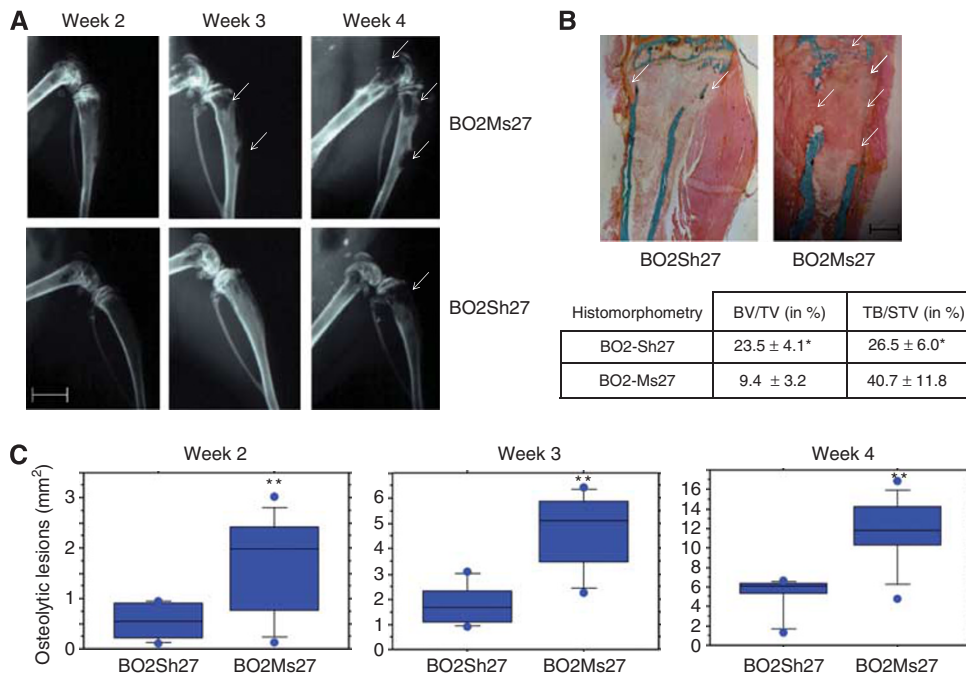 A
Week 2
Week 3
Week 4
BO2Ms27
BO2Sh27
B
BO2Sh27
BO2Ms27
Histomorphometry
BV/TV (in %)
TB/STV (in %)
BO2-Sh27
23.5 ± 4.1*
26.5 ± 6.0*
BO2-Ms27
9.4 ± 3.2
40.7 ± 11.8
C
Week 2
Osteolytic lesions (mm²)
3
2
1
0
**
BO2Sh27
BO2Ms27
Week 3
6
5
4
3
2
1
0
**
BO2Sh27
BO2Ms27
Week 4
16
14
12
10
8
6
4
2
0
**
BO2Sh27
BO2Ms27